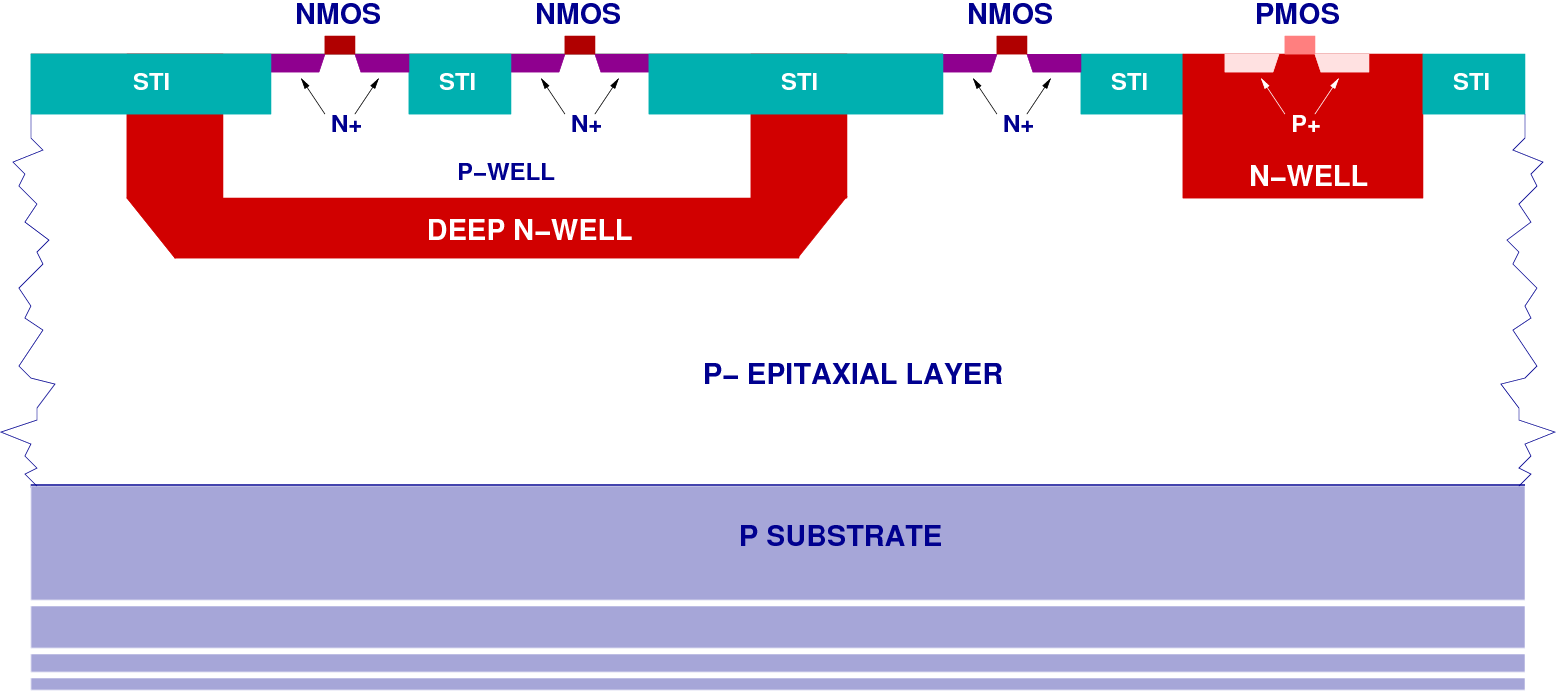 NMOS
NMOS
NMOS
PMOS
STI
STI
STI
STI
STI
N+
N+
N+
P+
P–WELL
N–WELL
DEEP N–WELL
P– EPITAXIAL LAYER
P SUBSTRATE